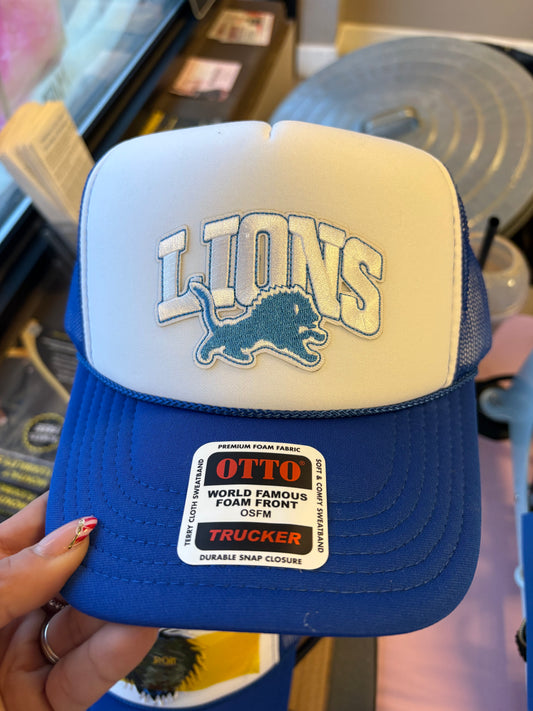 LIONS
PREMIUM FOAM FABRIC
TERRY CLOTH SWEATBAND
OTTO®
WORLD FAMOUS
FOAM FRONT
OSFM
TRUCKER
SOFT & COMFY SWEATBAND
DURABLE SNAP CLOSURE